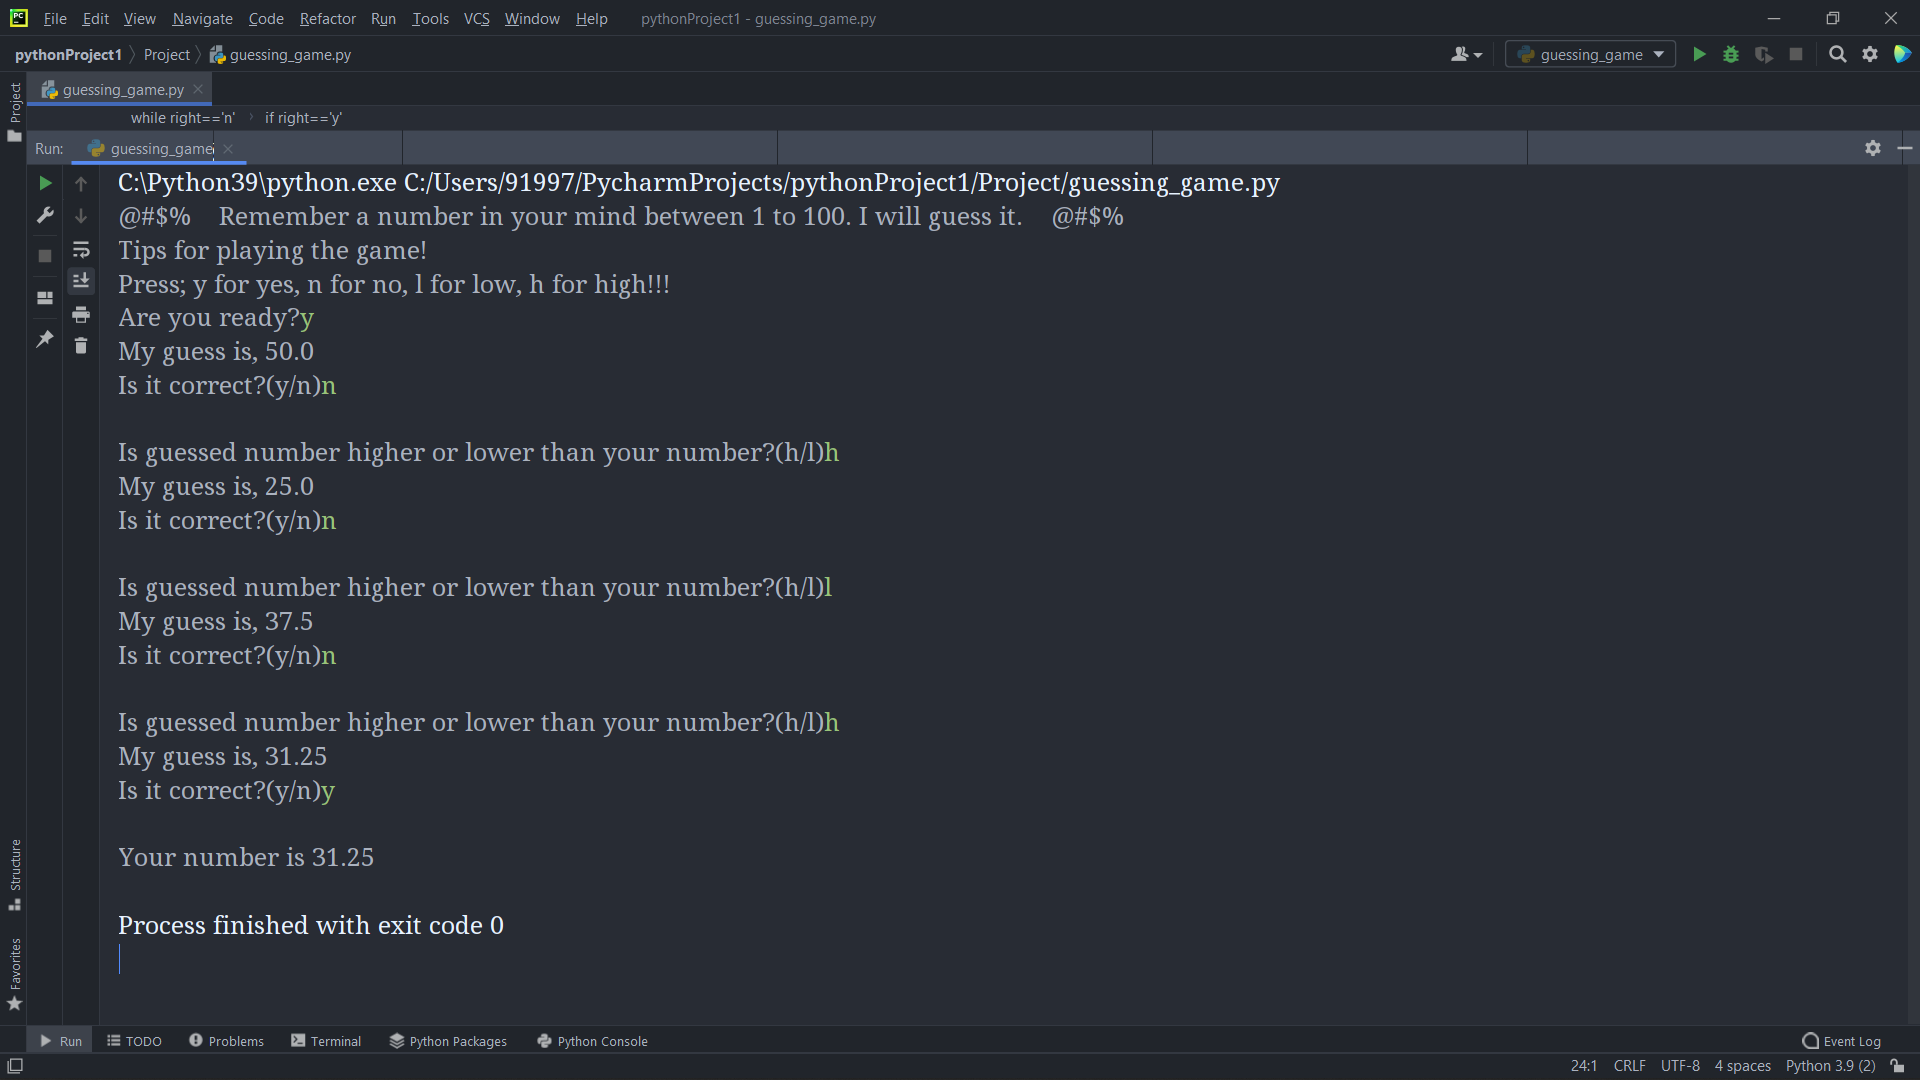 File Edit View Navigate Code Refactor Run Tools VCS Window Help pythonProject1 - guessing_game.py
pythonProject1 Project guessing_game.py guessing_game
Project
guessing_game.py
while right=='n' if right=='y'
Run: guessing_game
C:\Python39\python.exe C:/Users/91997/PycharmProjects/pythonProject1/Project/guessing_game.py
@#$% Remember a number in your mind between 1 to 100. I will guess it. @#$%
Tips for playing the game!
Press; y for yes, n for no, l for low, h for high!!!
Are you ready?y
My guess is, 50.0
Is it correct?(y/n)n
Is guessed number higher or lower than your number?(h/l)h
My guess is, 25.0
Is it correct?(y/n)n
Is guessed number higher or lower than your number?(h/l)l
My guess is, 37.5
Is it correct?(y/n)n
Is guessed number higher or lower than your number?(h/l)h
My guess is, 31.25
Is it correct?(y/n)y
Your number is 31.25
Process finished with exit code 0
Structure
Favorites
Run TODO Problems Terminal Python Packages Python Console Event Log
24:1 CRLF UTF-8 4 spaces Python 3.9 (2)